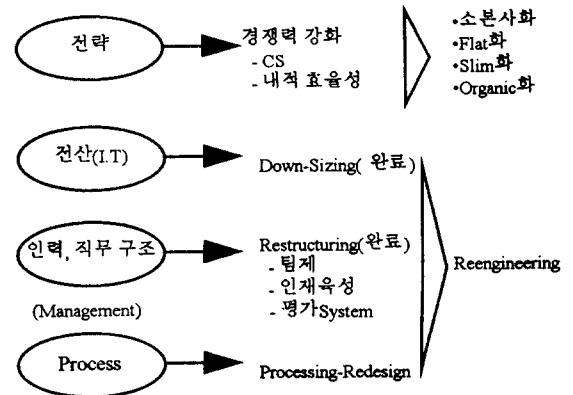 전략
경쟁력 강화
- CS
- 내적 효율성
•소본사화
•Flat화
•Slim화
•Organic화
전산(I.T)
Down-Sizing( 완료)
인력, 직무 구조
(Management)
Restructuring(완료)
- 팀제
- 인재육성
- 평가System
Reengineering
Process
Processing-Redesign